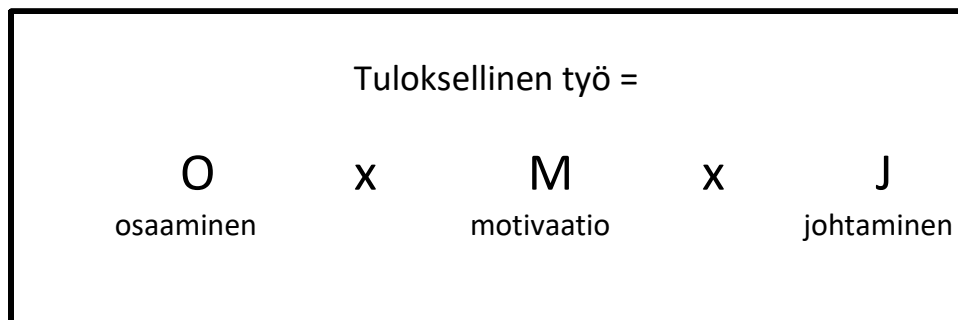 Tuloksellinen työ =
O x M x J
osaaminen motivaatio johtaminen